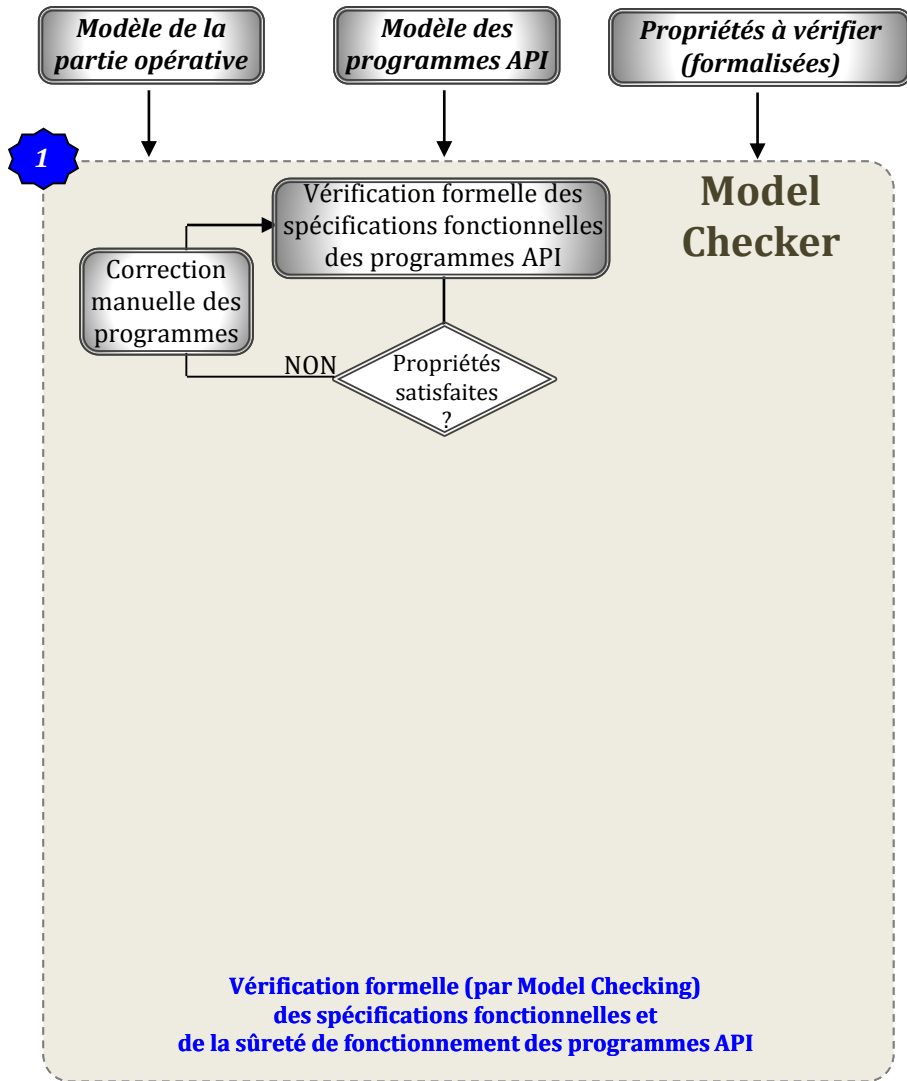 Modèle de la
partie opérative
Modèle des
programmes API
Propriétés à vérifier
(formalisées)
1
Model
Checker
Vérification formelle des
spécifications fonctionnelles
des programmes API
Correction
manuelle des
programmes
NON
Propriétés
satisfaites
?
Vérification formelle (par Model Checking)
des spécifications fonctionnelles et
de la sûreté de fonctionnement des programmes API